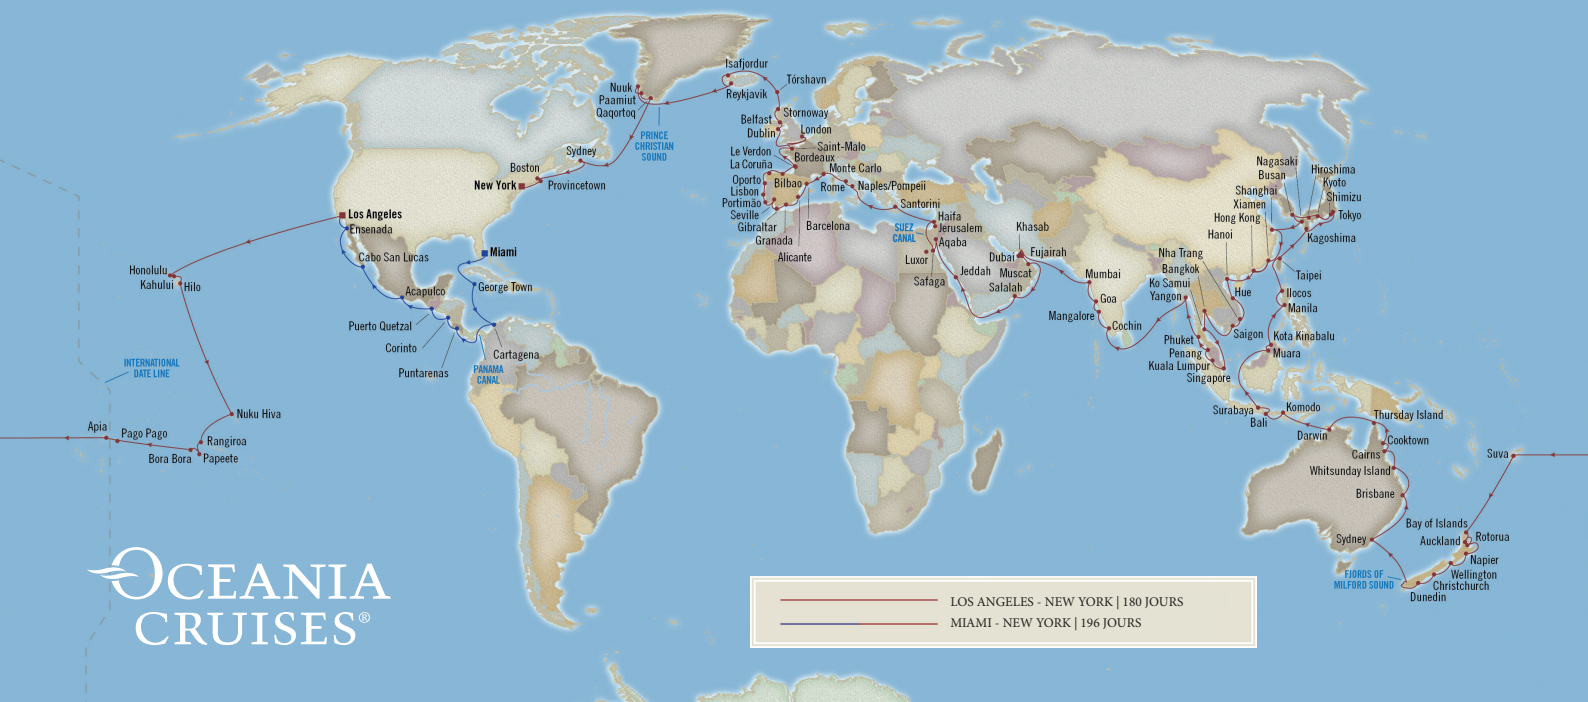 Isafjordur
Reykjavik
Tórshavn
Nuuk
Paamiut
Qaqortoq
PRINCE
CHRISTIAN
SOUND
Stornoway
Belfast
Dublin
London
Saint-Malo
Le Verdon
Bordeaux
La Coruña
Monte Carlo
Oporto
Bilbao
Rome
Naples/Pompeii
Lisbon
Portimão
Seville
Gibraltar
Granada
Barcelona
Alicante
Santorini
Haifa
Jerusalem
SUEZ
CANAL
Aqaba
Luxor
Safaga
Jeddah
Khasab
Dubai
Fujairah
Muscat
Salalah
Mumbai
Goa
Mangalore
Cochin
Sydney
Boston
New York
Provincetown
Los Angeles
Ensenada
Cabo San Lucas
Acapulco
Miami
George Town
Puerto Quetzal
Corinto
Puntarenas
Cartagena
PANAMA
CANAL
Honolulu
Kahului
Hilo
INTERNATIONAL
DATE LINE
Nuku Hiva
Apia
Pago Pago
Rangiroa
Bora Bora
Papeete
Nagasaki
Busan
Hiroshima
Kyoto
Shanghai
Shimizu
Xiamen
Hong Kong
Tokyo
Hanoi
Kagoshima
Nha Trang
Bangkok
Ko Samui
Yangon
Taipei
Hue
Ilocos
Manila
Saigon
Kota Kinabalu
Muara
Phuket
Penang
Kuala Lumpur
Singapore
Surabaya
Bali
Komodo
Darwin
Thursday Island
Cooktown
Cairns
Whitsunday Island
Brisbane
Suva
Sydney
Bay of Islands
Auckland
Rotorua
Napier
Wellington
Christchurch
Dunedin
FJORDS OF
MILFORD SOUND
OCEANIA
CRUISES®
LOS ANGELES - NEW YORK | 180 JOURS
MIAMI - NEW YORK | 196 JOURS